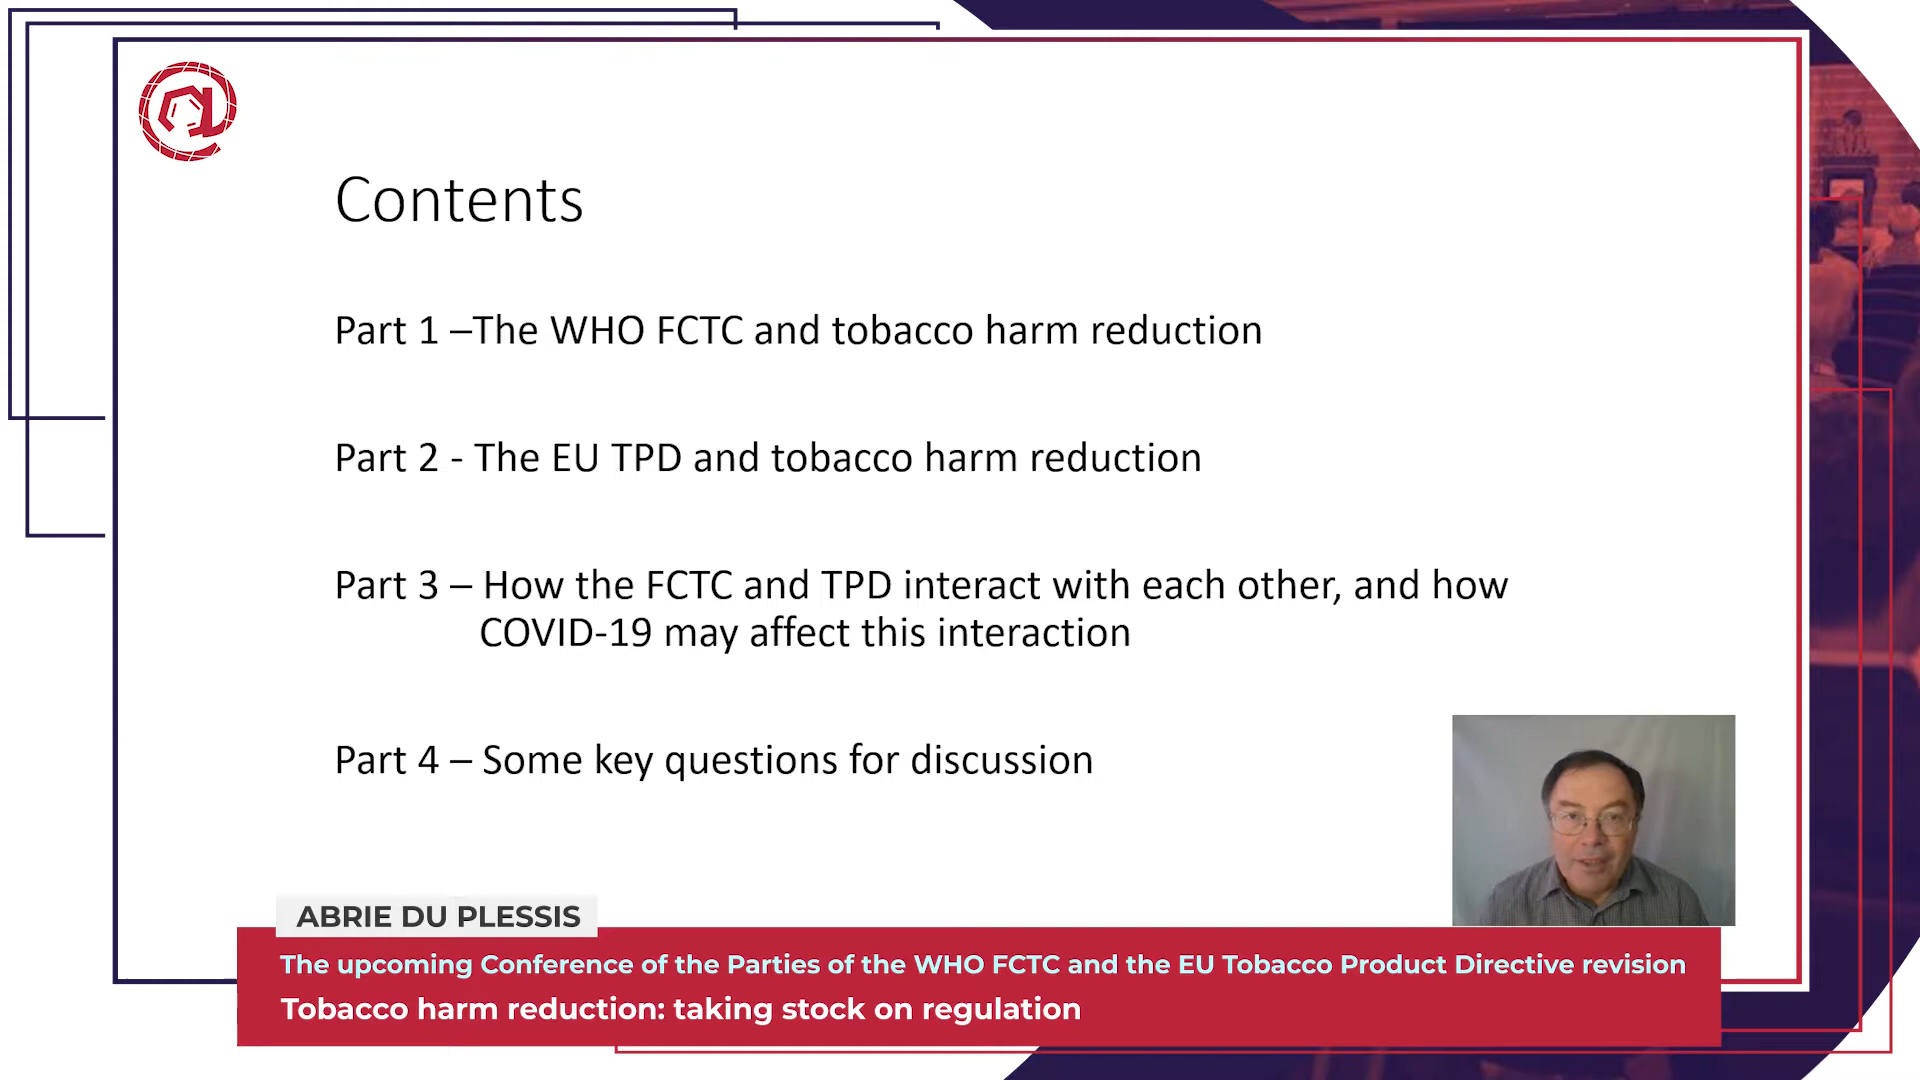 Contents
Part 1 –The WHO FCTC and tobacco harm reduction
Part 2 - The EU TPD and tobacco harm reduction
Part 3 – How the FCTC and TPD interact with each other, and how
COVID-19 may affect this interaction
Part 4 – Some key questions for discussion
ABRIE DU PLESSIS
The upcoming Conference of the Parties of the WHO FCTC and the EU Tobacco Product Directive revision
Tobacco harm reduction: taking stock on regulation